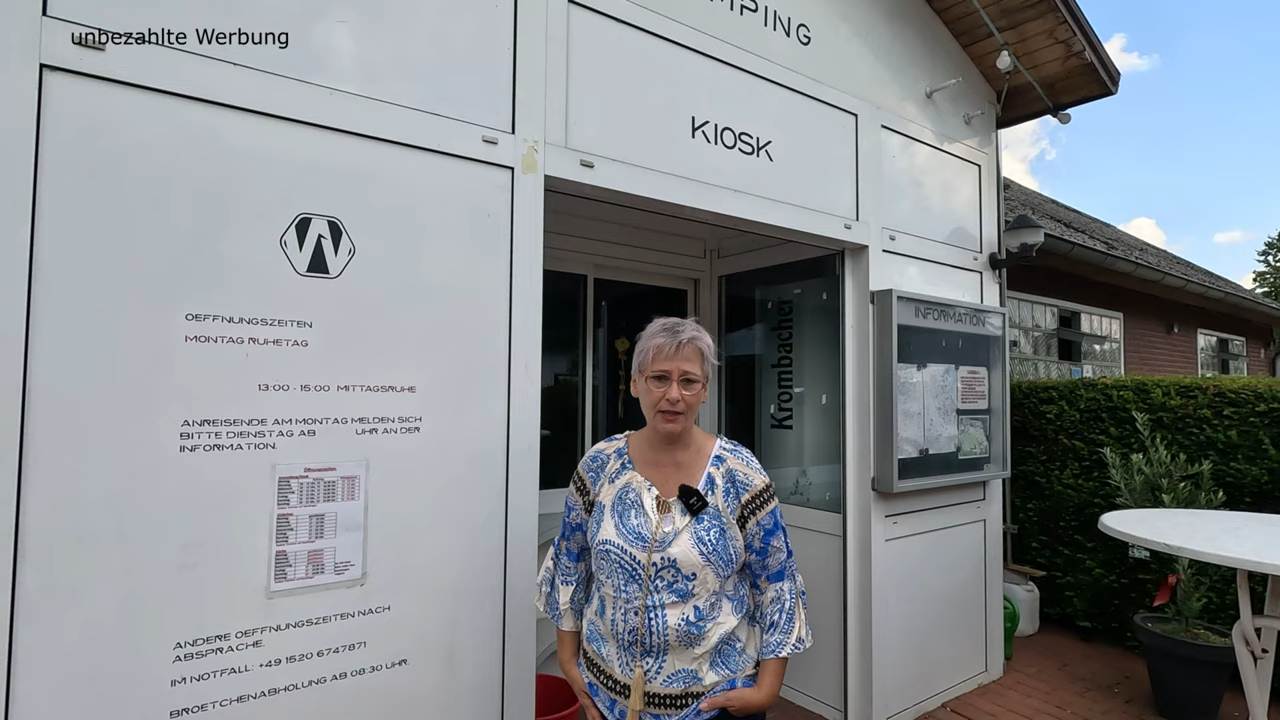 unbezahlte Werbung
MPING
KIOSK
W
OEFFNUNGSZEITEN
MONTAG RUHETAG
13:00 - 15:00 MITTAGSRUHE
ANREISENDE AM MONTAG MELDEN SICH
BITTE DIENSTAG AB UHR AN DER
INFORMATION.
Öffnungszeiten
ANDERE OEFFNUNGSZEITEN NACH
ABSPRACHE.
IM NOTFALL: +49 1520 6747871
BROETCHENABHOLUNG AB 08:30 UHR.
Krombacher
INFORMATION